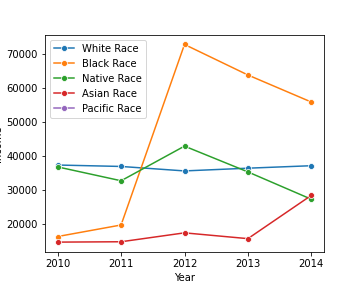 White Race
Black Race
Native Race
Asian Race
Pacific Race
70000
60000
50000
40000
30000
20000
2010 2011 2012 2013 2014
Year